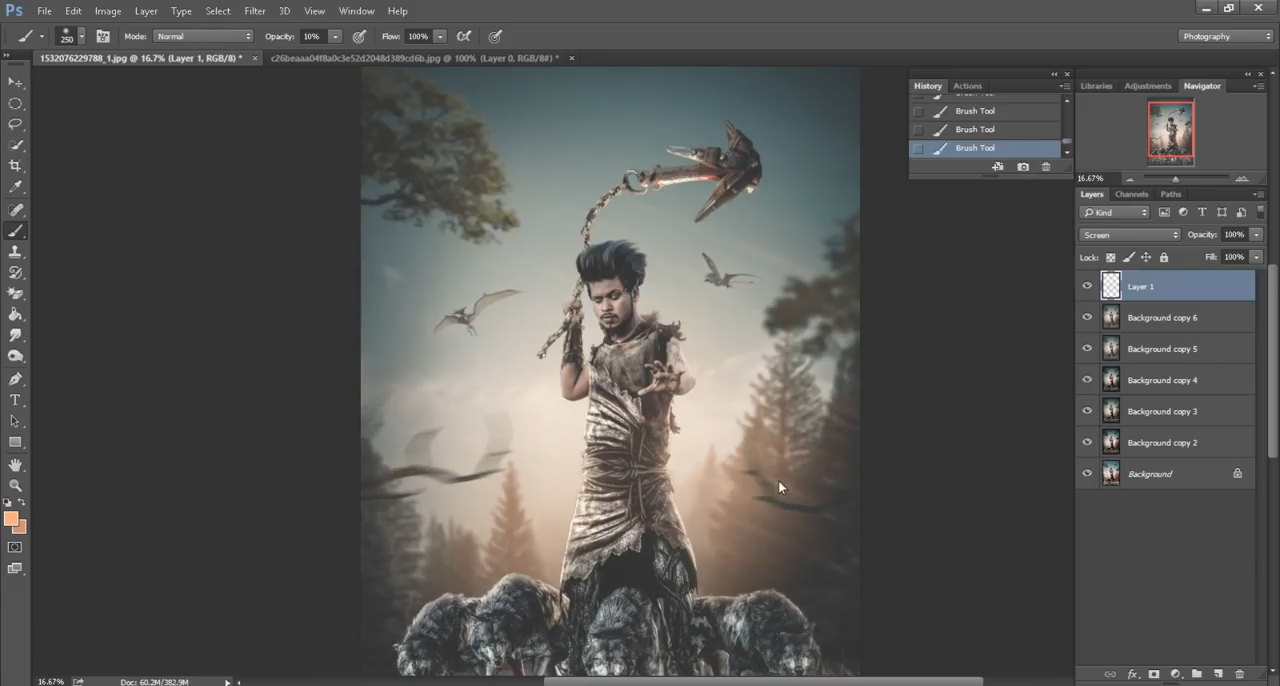 Ps File Edit Image Layer Type Select Filter 3D View Window Help
250 Mode: Normal Opacity: 10% Flow: 100% Photography
1532076229788_1.jpg @ 16.7% (Layer 1, RGB/8) * × c26beaaa04f8a0c3e52d2048d389cd6b.jpg @ 100% (Layer 0, RGB/8#) * ×
History Actions
Brush Tool
Brush Tool
Brush Tool
Brush Tool
Libraries Adjustments Navigator
16.67%
Layers Channels Paths
Kind
Screen Opacity: 100%
Lock: Fill: 100%
Layer 1
Background copy 6
Background copy 5
Background copy 4
Background copy 3
Background copy 2
Background
16.67% Doc: 60.2M/382.9M